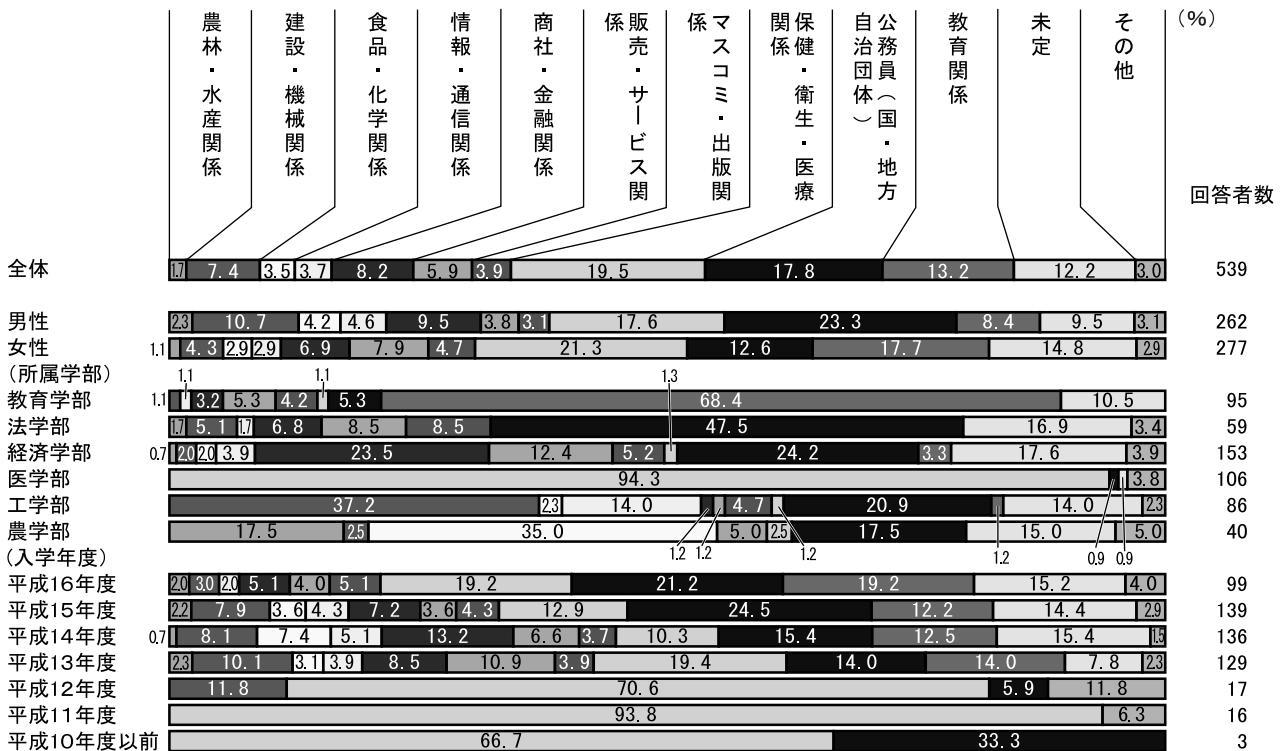 農林・水産関係
建設・機械関係
食品・化学関係
情報・通信関係
商社・金融関係
販売・サービス関
係
マスコミ・出版関
係
保健・衛生・医療
関係
公務員（国・地方
自治団体）
教育関係
未定
その他
(%)
回答者数
全体 1.7 7.4 3.5 3.7 8.2 5.9 3.9 19.5 17.8 13.2 12.2 3.0 539
男性 2.3 10.7 4.2 4.6 9.5 3.8 3.1 17.6 23.3 8.4 9.5 3.1 262
女性 1.1 4.3 2.9 2.9 6.9 7.9 4.7 21.3 12.6 17.7 14.8 2.9 277
(所属学部) 1.1 1.1 1.3
教育学部 1.1 3.2 5.3 4.2 5.3 68.4 10.5 95
法学部 1.7 5.1 1.7 6.8 8.5 8.5 47.5 16.9 3.4 59
経済学部 0.7 2.0 2.0 3.9 23.5 12.4 5.2 24.2 3.3 17.6 3.9 153
医学部 94.3 3.8 106
工学部 37.2 2.3 14.0 4.7 20.9 14.0 2.3 86
農学部 17.5 2.5 35.0 5.0 2.5 17.5 15.0 5.0 40
(入学年度) 1.2 1.2 1.2 1.2 0.9 0.9
平成16年度 2.0 3.0 2.0 5.1 4.0 5.1 19.2 21.2 19.2 15.2 4.0 99
平成15年度 2.2 7.9 3.6 4.3 7.2 3.6 4.3 12.9 24.5 12.2 14.4 2.9 139
平成14年度 0.7 8.1 7.4 5.1 13.2 6.6 3.7 10.3 15.4 12.5 15.4 1.5 136
平成13年度 2.3 10.1 3.1 3.9 8.5 10.9 3.9 19.4 14.0 14.0 7.8 2.3 129
平成12年度 11.8 70.6 5.9 11.8 17
平成11年度 93.8 6.3 16
平成10年度以前 66.7 33.3 3